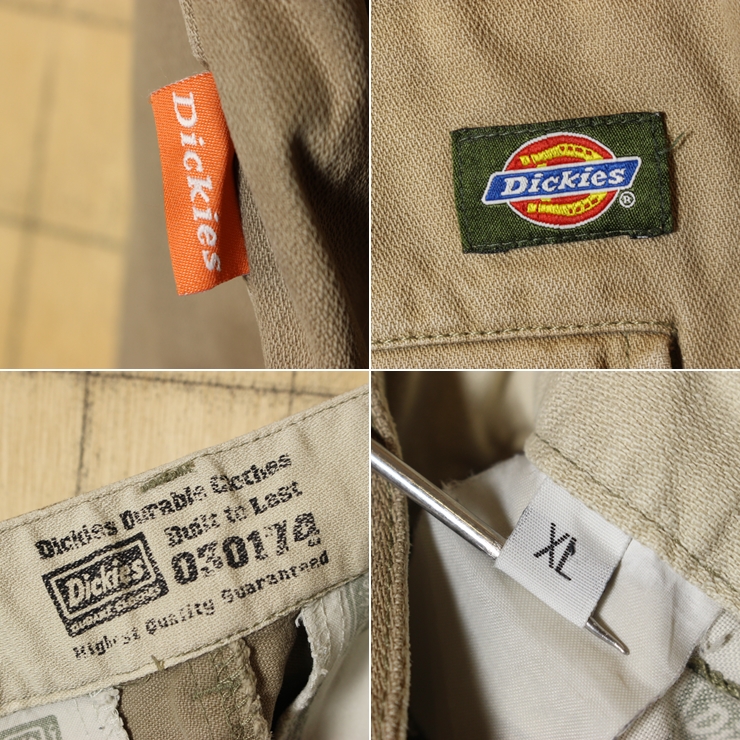 Dickies
Dickies ®
Dickies Durable Clothes
Built to Last
030174
Dickies
Highest Quality Guaranteed
XL